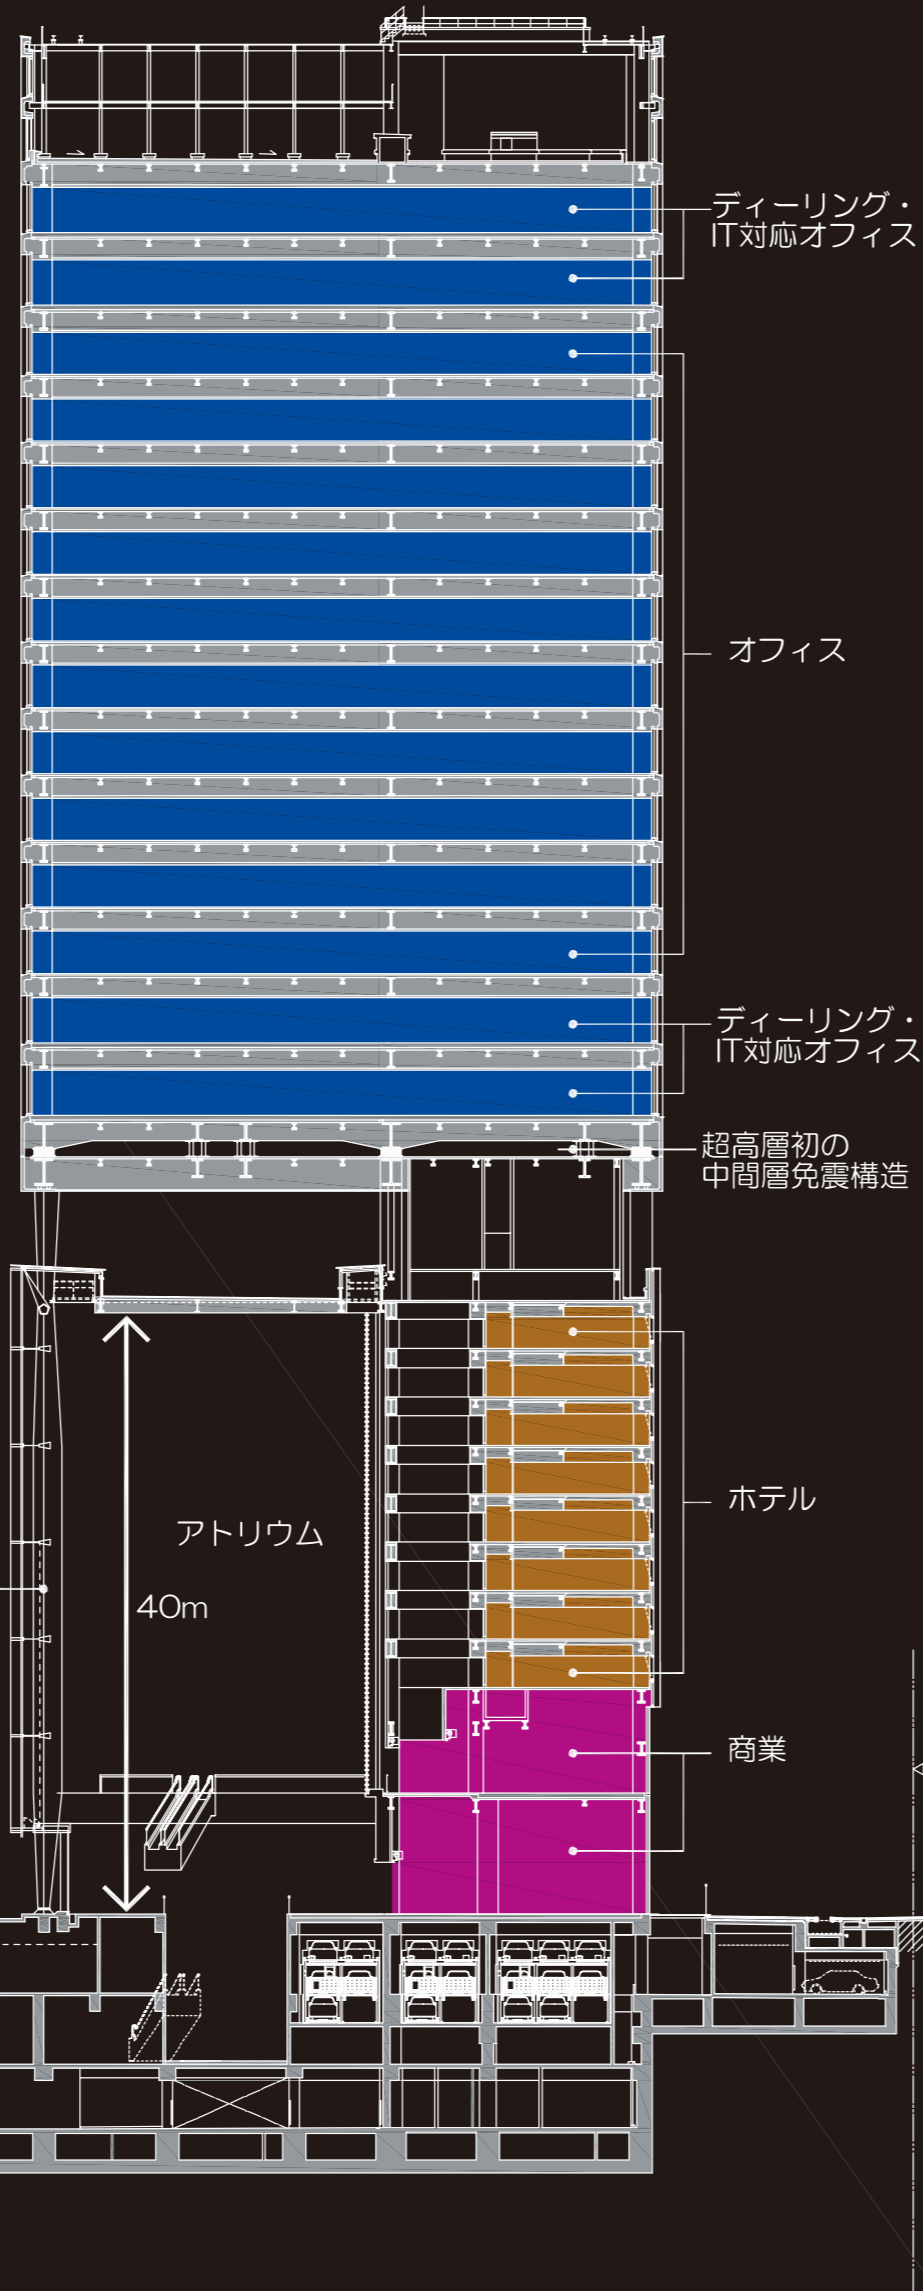 ディーリング・
IT対応オフィス
オフィス
ディーリング・
IT対応オフィス
超高層初の
中間層免震構造
ホテル
アトリウム
40m
商業